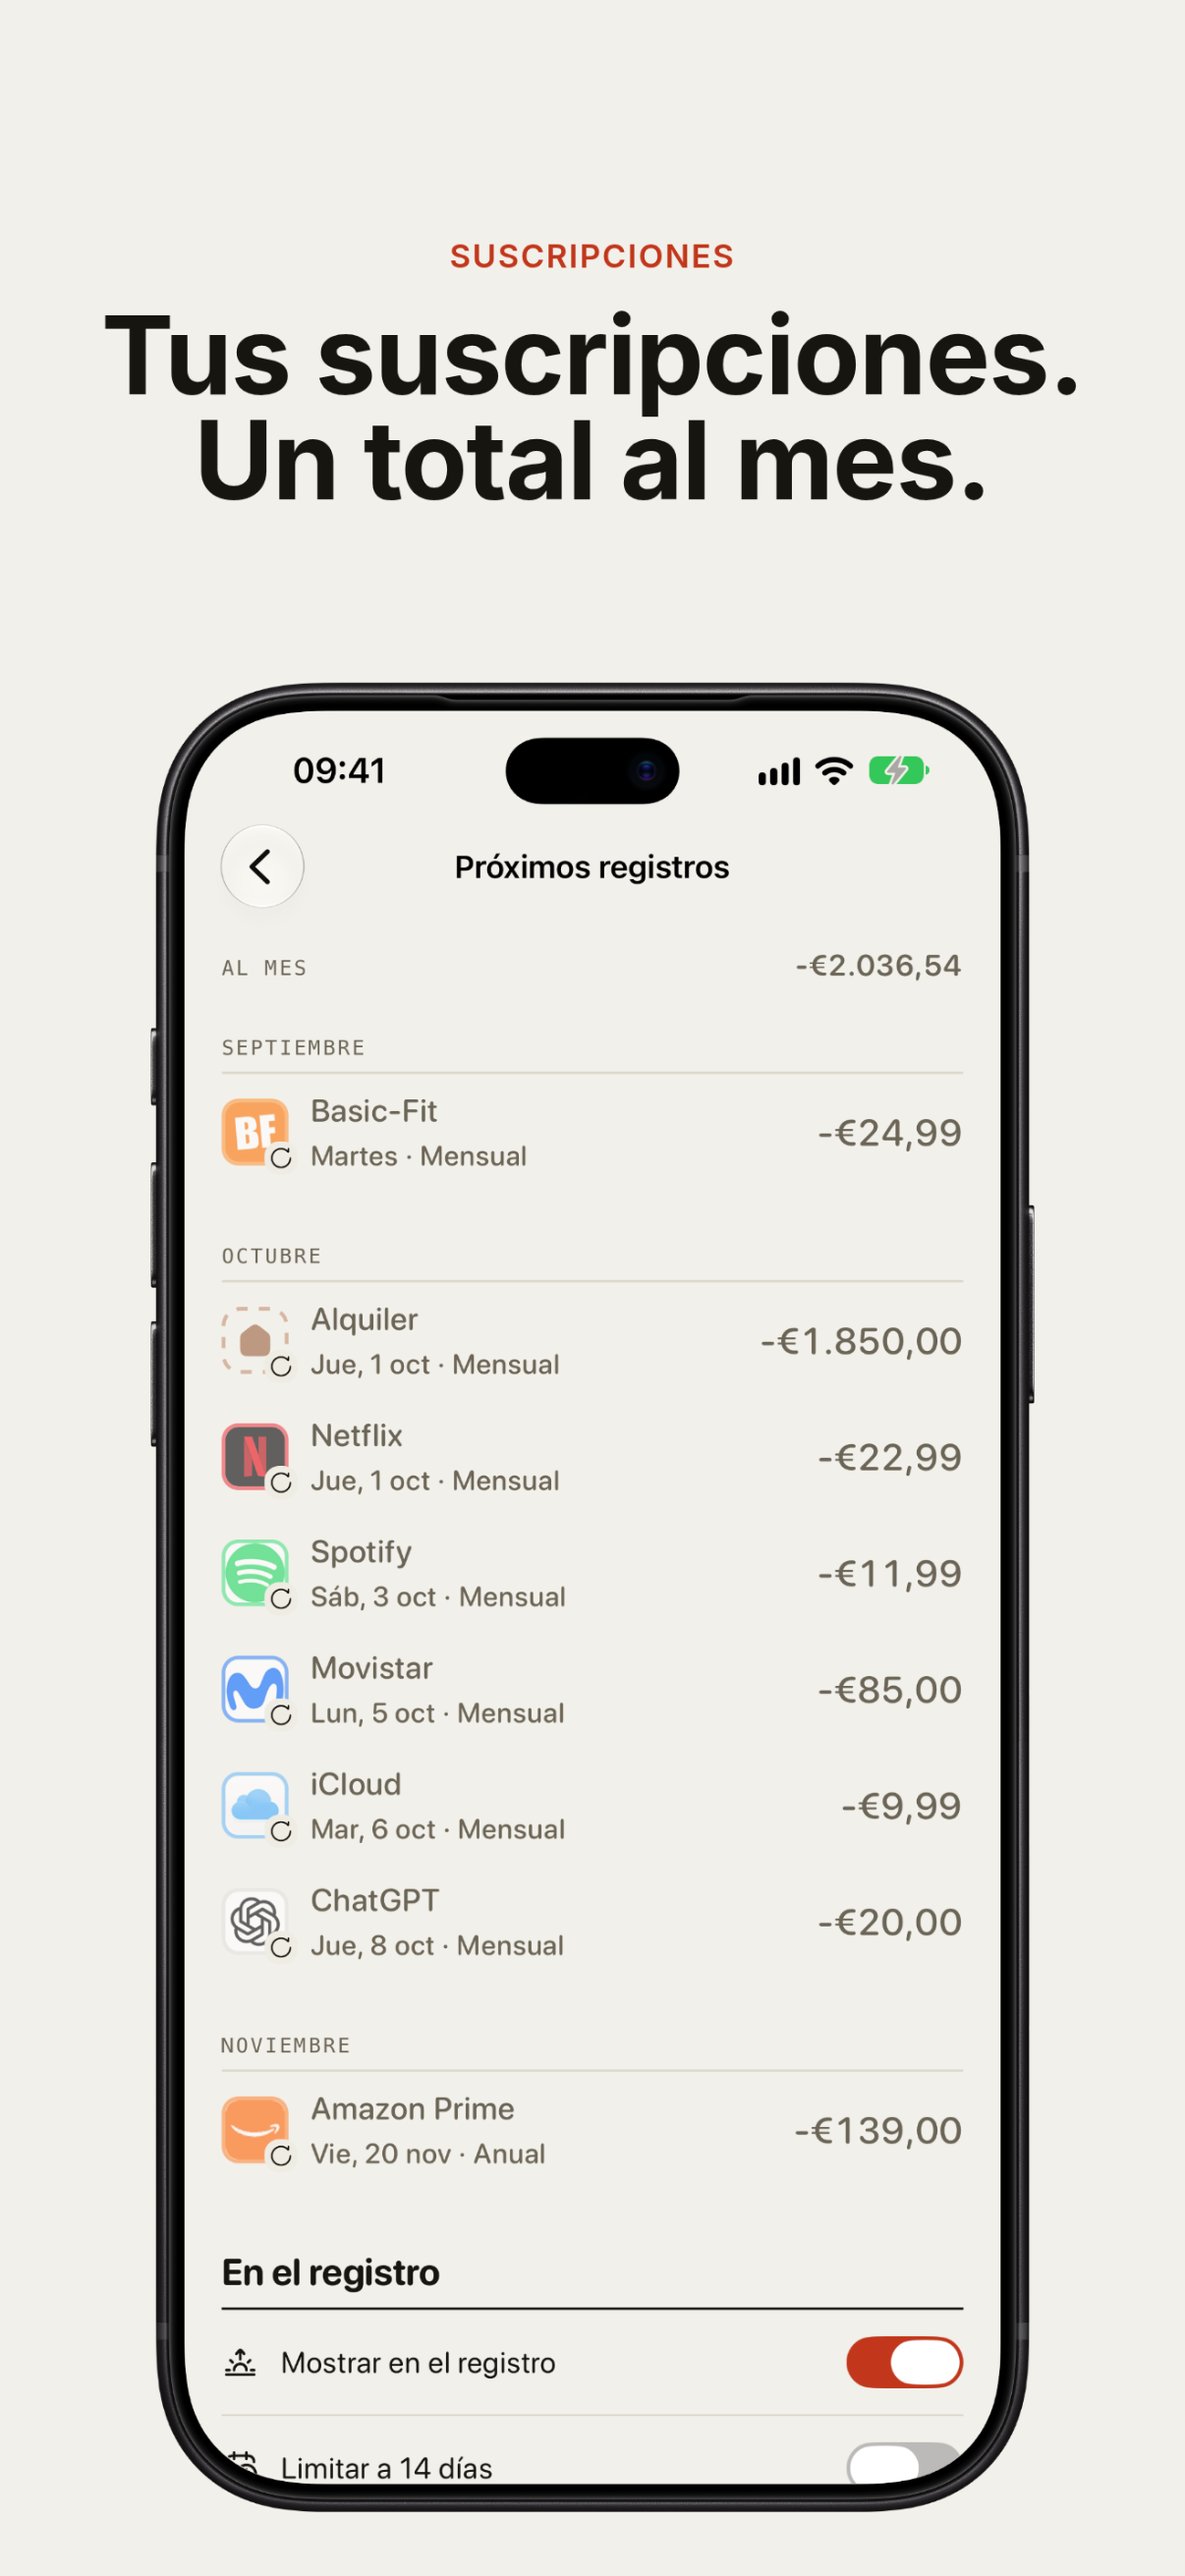 SUSCRIPCIONES
Tus suscripciones.
Un total al mes.
09:41
Próximos registros
AL MES -€2.036,54
SEPTIEMBRE
BF
Basic-Fit
Martes · Mensual
-€24,99
OCTUBRE
Alquiler
Jue, 1 oct · Mensual
-€1.850,00
N
Netflix
Jue, 1 oct · Mensual
-€22,99
Spotify
Sáb, 3 oct · Mensual
-€11,99
Movistar
Lun, 5 oct · Mensual
-€85,00
iCloud
Mar, 6 oct · Mensual
-€9,99
ChatGPT
Jue, 8 oct · Mensual
-€20,00
NOVIEMBRE
Amazon Prime
Vie, 20 nov · Anual
-€139,00
En el registro
Mostrar en el registro
Limitar a 14 días